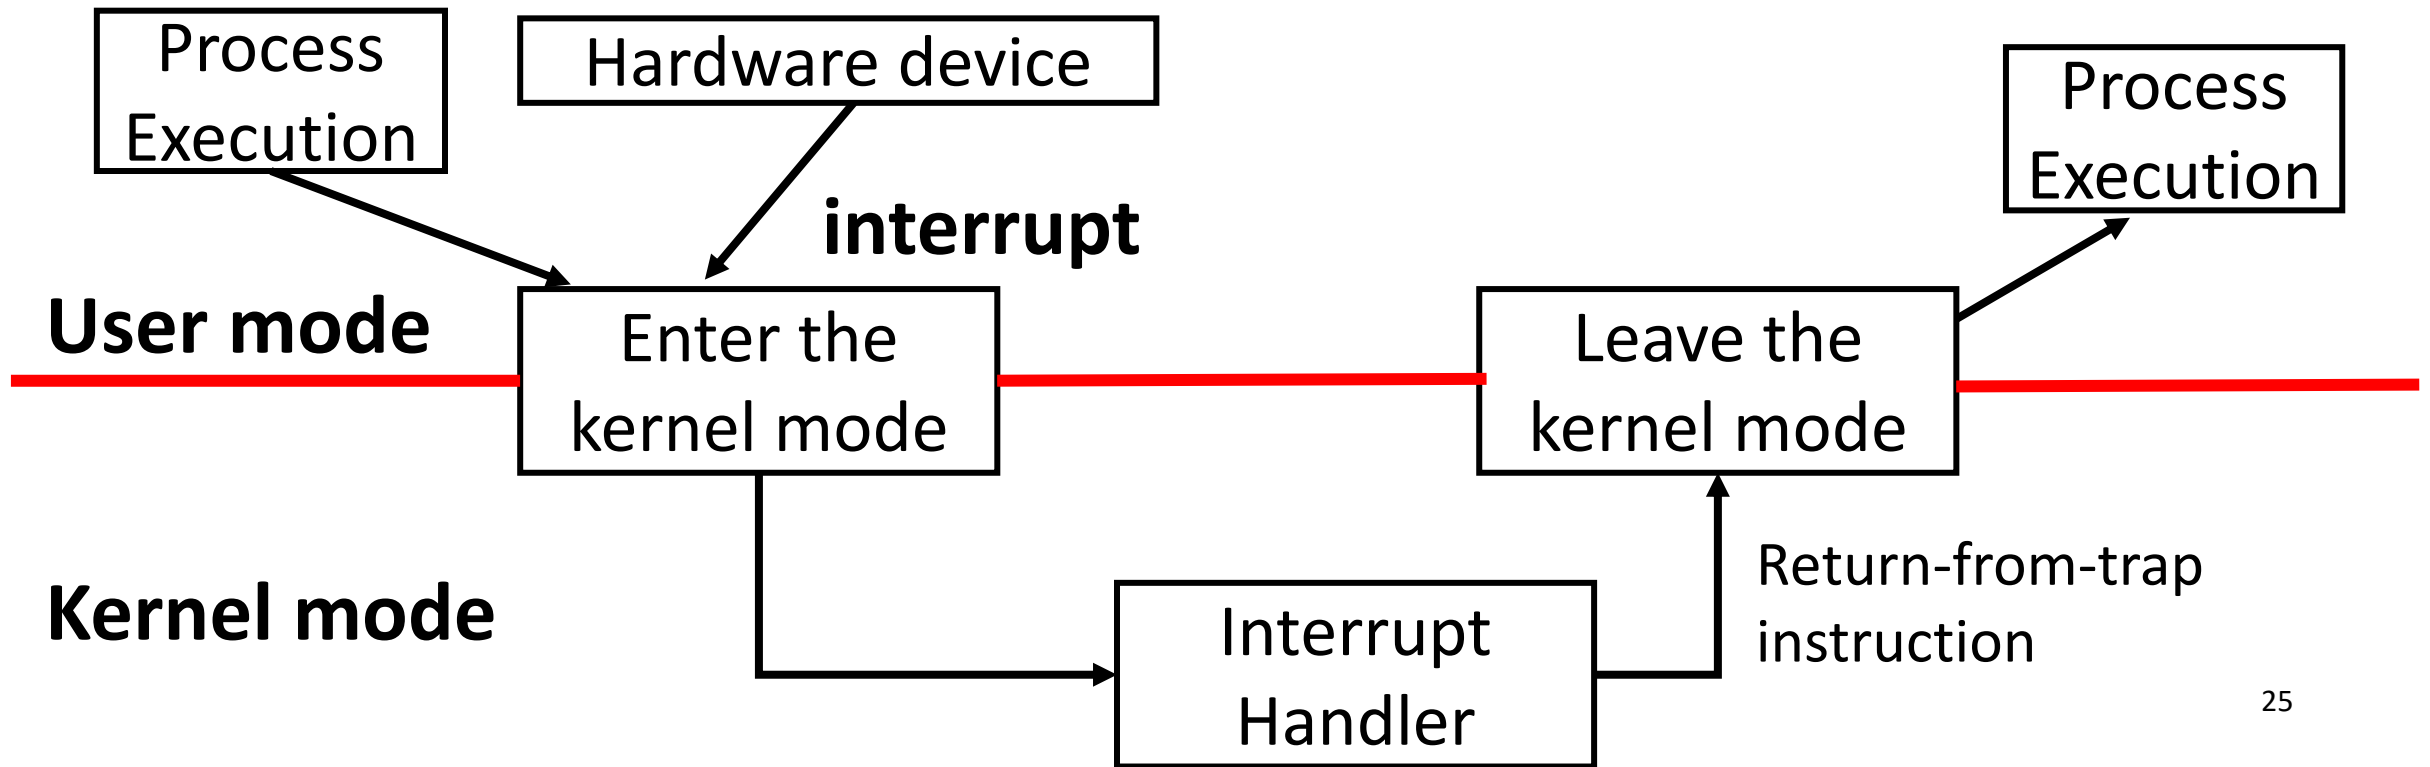 Process
Execution
Hardware device
Process
Execution
interrupt
User mode
Enter the
kernel mode
Leave the
kernel mode
Kernel mode
Interrupt
Handler
Return-from-trap
instruction
25